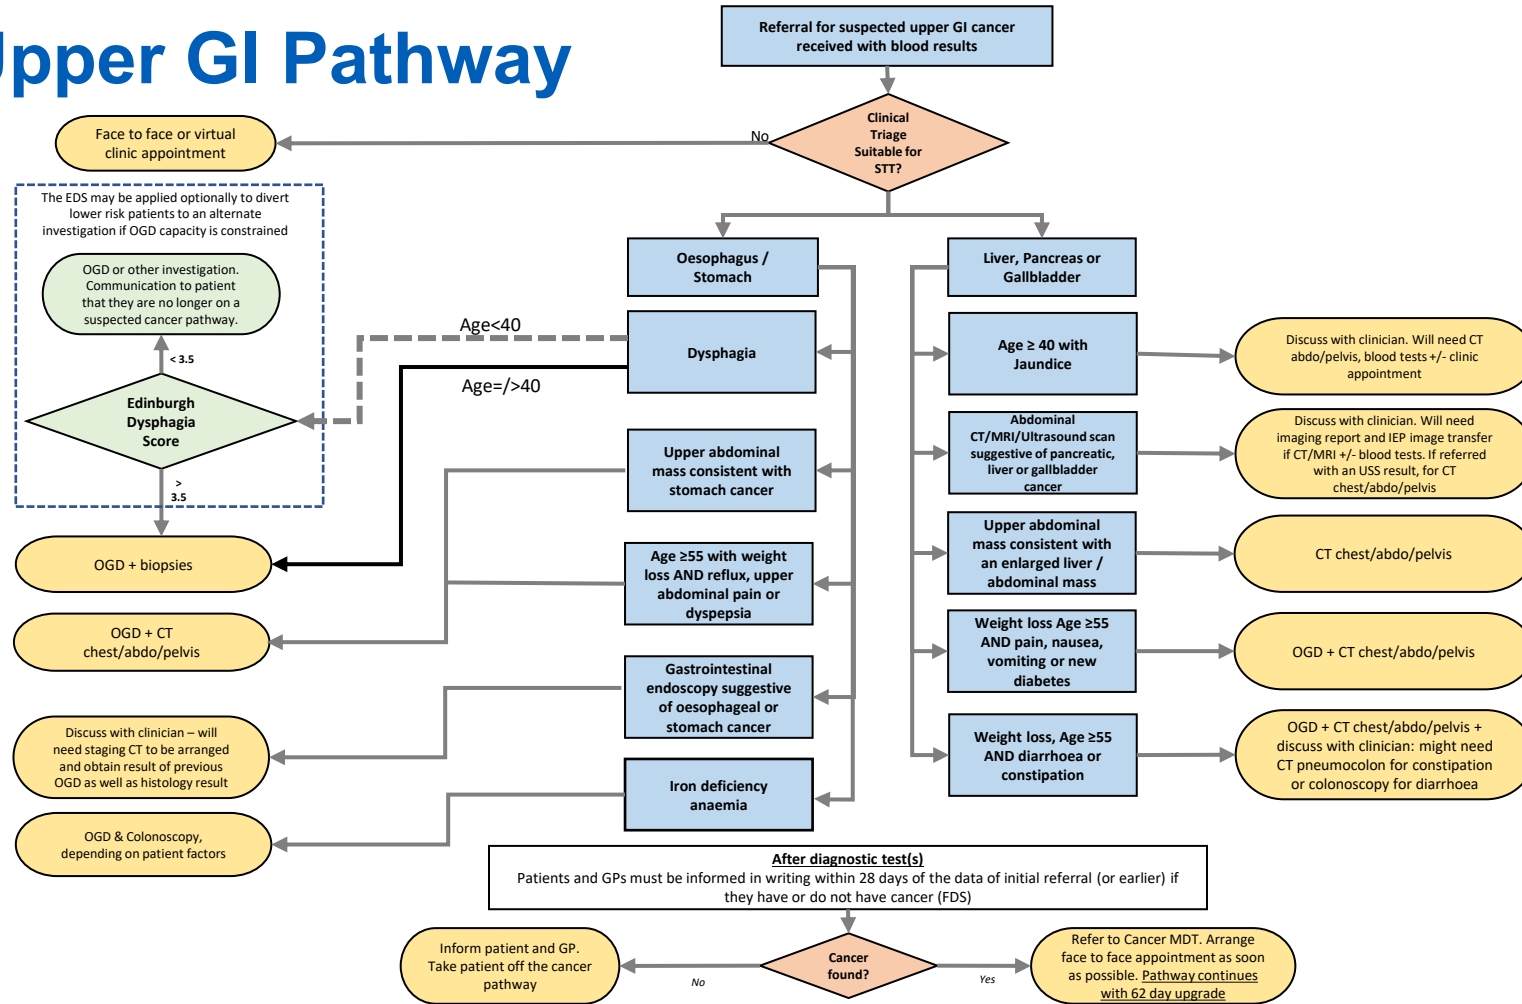 Upper GI Pathway
Referral for suspected upper GI cancer
received with blood results
Clinical
Triage
Suitable for
STT?
No
Face to face or virtual
clinic appointment
The EDS may be applied optionally to divert
lower risk patients to an alternate
investigation if OGD capacity is constrained
OGD or other investigation.
Communication to patient
that they are no longer on a
suspected cancer pathway.
< 3.5
Edinburgh
Dysphagia
Score
>
3.5
Age<40
Age=/>40
Oesophagus /
Stomach
Dysphagia
Upper abdominal
mass consistent with
stomach cancer
Age ≥55 with weight
loss AND reflux, upper
abdominal pain or
dyspepsia
Gastrointestinal
endoscopy suggestive
of oesophageal or
stomach cancer
Iron deficiency
anaemia
OGD + biopsies
OGD + CT
chest/abdo/pelvis
Discuss with clinician – will
need staging CT to be arranged
and obtain result of previous
OGD as well as histology result
OGD & Colonoscopy,
depending on patient factors
Liver, Pancreas or
Gallbladder
Age ≥ 40 with
Jaundice
Abdominal
CT/MRI/Ultrasound scan
suggestive of pancreatic,
liver or gallbladder
cancer
Upper abdominal
mass consistent with
an enlarged liver /
abdominal mass
Weight loss Age ≥55
AND pain, nausea,
vomiting or new
diabetes
Weight loss, Age ≥55
AND diarrhoea or
constipation
Discuss with clinician. Will need CT
abdo/pelvis, blood tests +/- clinic
appointment
Discuss with clinician. Will need
imaging report and IEP image transfer
if CT/MRI +/- blood tests. If referred
with an USS result, for CT
chest/abdo/pelvis
CT chest/abdo/pelvis
OGD + CT chest/abdo/pelvis
OGD + CT chest/abdo/pelvis +
discuss with clinician: might need
CT pneumocolon for constipation
or colonoscopy for diarrhoea
After diagnostic test(s)
Patients and GPs must be informed in writing within 28 days of the data of initial referral (or earlier) if
they have or do not have cancer (FDS)
Cancer
found?
No
Yes
Inform patient and GP.
Take patient off the cancer
pathway
Refer to Cancer MDT. Arrange
face to face appointment as soon
as possible. Pathway continues
with 62 day upgrade